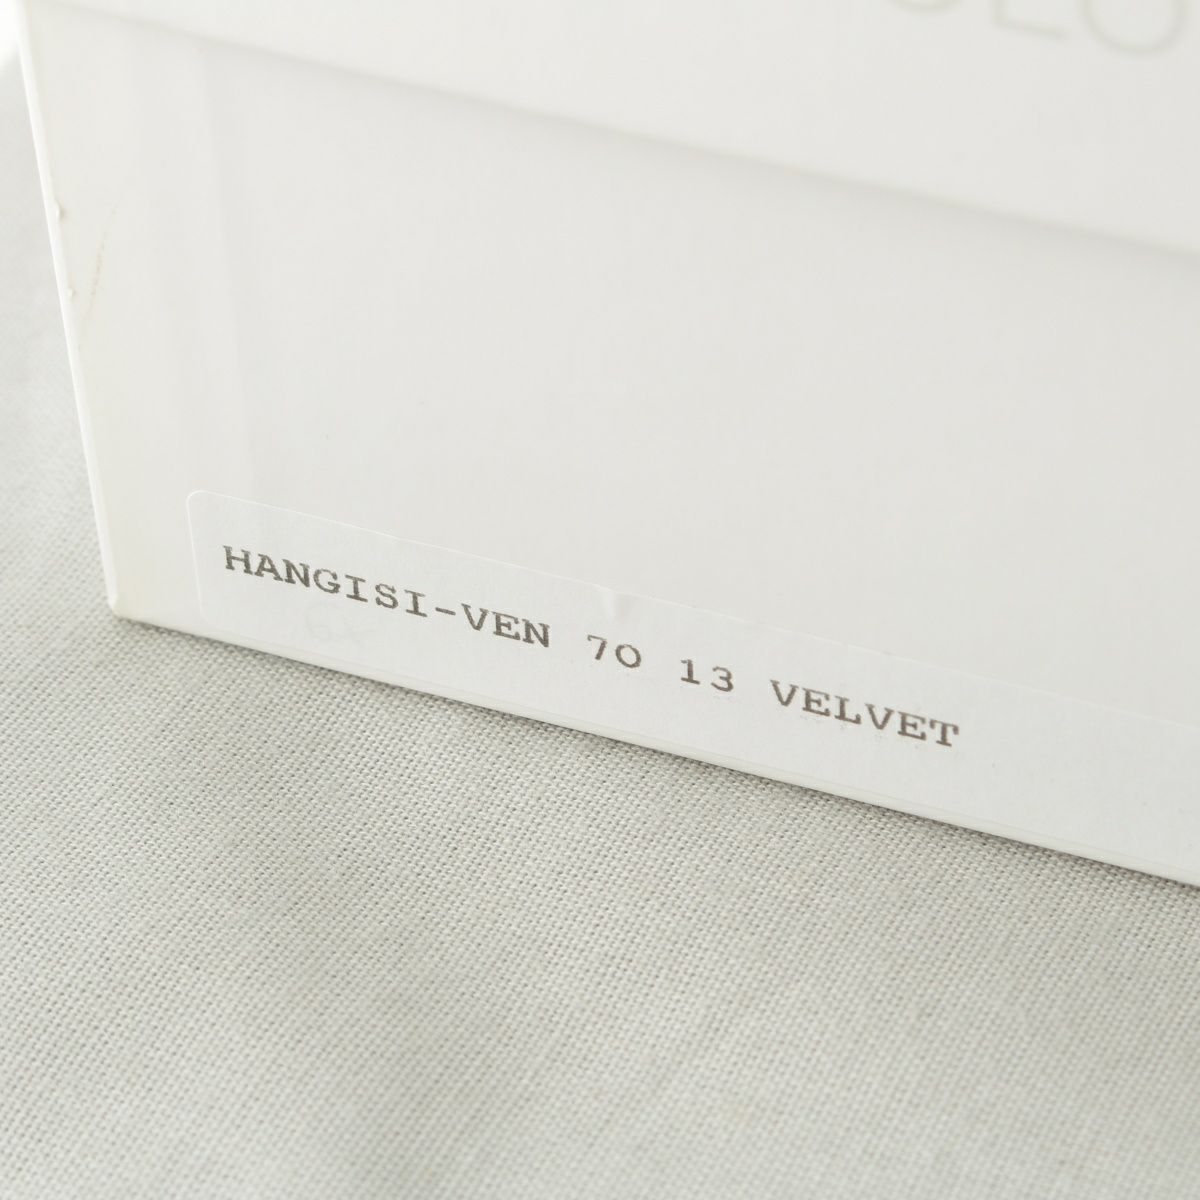 HANGISI-VEN 70 13 VELVET